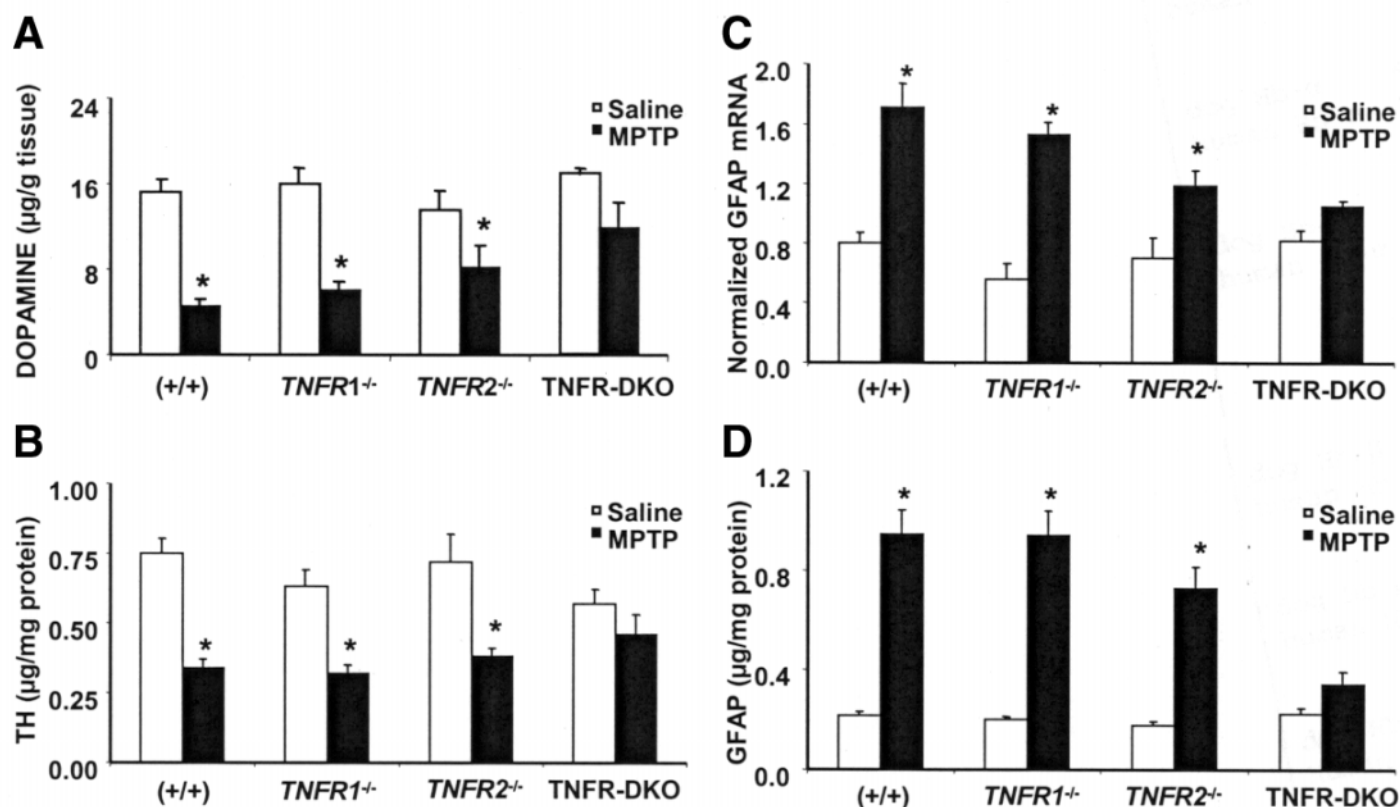 A
DOPAMINE (µg/g tissue)
24
16
8
0
Saline
MPTP
*
*
*
(+/+)
TNFR1-/-
TNFR2-/-
TNFR-DKO
B
TH (µg/mg protein)
1.00
0.75
0.50
0.25
0.00
Saline
MPTP
*
*
*
(+/+)
TNFR1-/-
TNFR2-/-
TNFR-DKO
C
Normalized GFAP mRNA
2.0
1.6
1.2
0.8
0.4
0.0
Saline
MPTP
*
*
*
(+/+)
TNFR1-/-
TNFR2-/-
TNFR-DKO
D
GFAP (µg/mg protein)
1.2
0.8
0.4
0.0
Saline
MPTP
*
*
*
(+/+)
TNFR1-/-
TNFR2-/-
TNFR-DKO